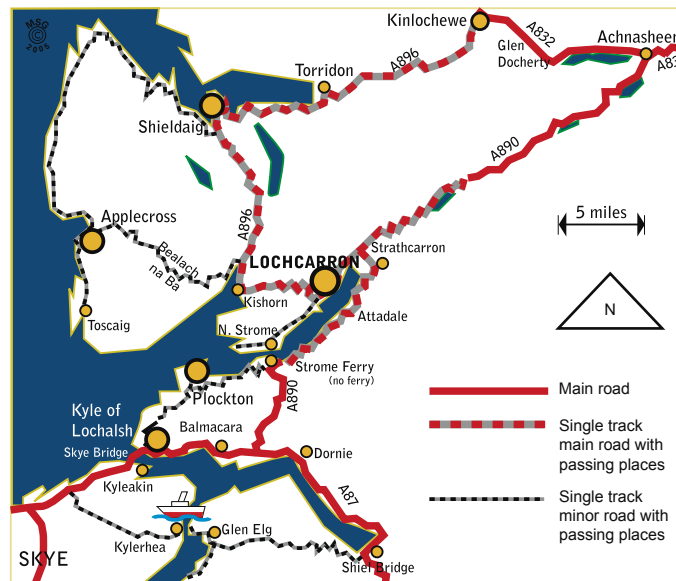 MSG
©
2005
Kinlochewe
A832
Glen
Docherty
Achnasheen
A83
A896
Torridon
Shieldaig
A890
5 miles
Applecross
A896
Bealach
na Ba
LOCHCARRON
Strathcarron
Kishorn
N
Toscaig
N. Strome
Attadale
Strome Ferry
(no ferry)
Plockton
A890
Main road
Kyle of
Lochalsh
Balmacara
Skye Bridge
Dornie
Single track
main road with
passing places
Kyleakin
A87
Single track
minor road with
passing places
Glen Elg
Kylerhea
SKYE
Shiel Bridge